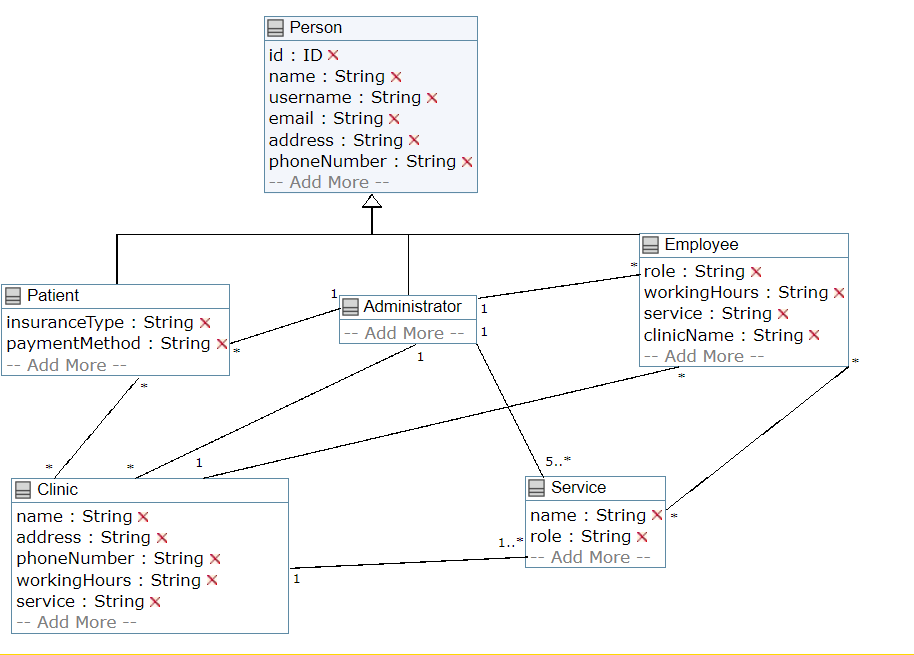 Person
id : ID
name : String
username : String
email : String
address : String
phoneNumber : String
-- Add More --
Employee
role : String
workingHours : String
service : String
clinicName : String
-- Add More --
*
*
*
Patient
insuranceType : String
paymentMethod : String
-- Add More --
*
*
1
Administrator
-- Add More --
1
1
1
*
*
1
5..*
Clinic
name : String
address : String
phoneNumber : String
workingHours : String
service : String
-- Add More --
1
1..*
Service
name : String
role : String
-- Add More --
*